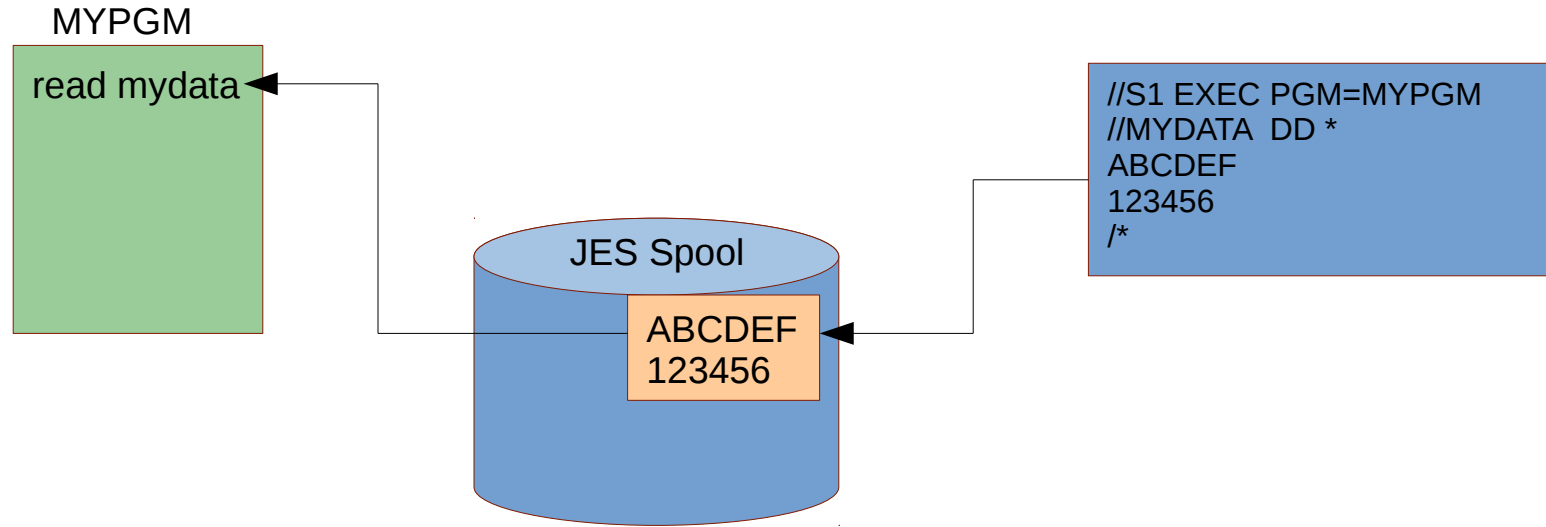 MYPGM
read mydata
JES Spool
ABCDEF
123456
//S1 EXEC PGM=MYPGM
//MYDATA  DD *
ABCDEF
123456
/*